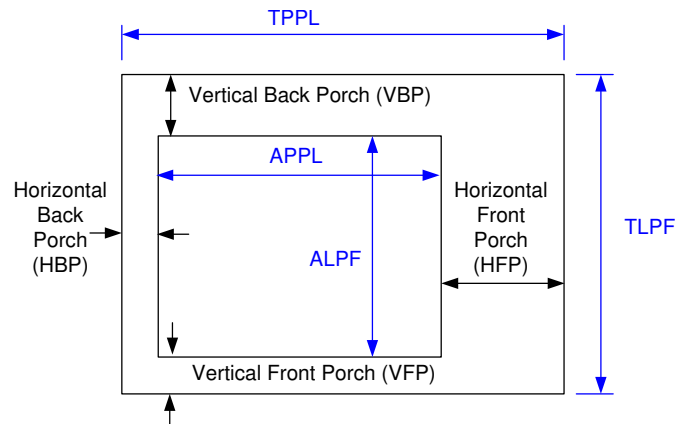 TPPL
Vertical Back Porch (VBP)
APPL
Horizontal
Back
Porch
(HBP)
Horizontal
Front
Porch
(HFP)
TLPF
ALPF
Vertical Front Porch (VFP)